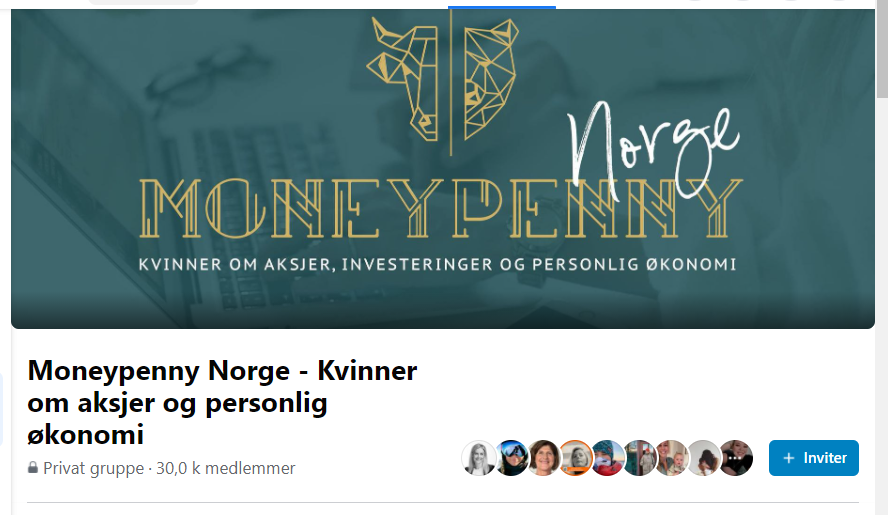 Norge
MONEYPENNY
KVINNER OM AKSJER, INVESTERINGER OG PERSONLIG ØKONOMI
Moneypenny Norge - Kvinner
om aksjer og personlig
økonomi
Privat gruppe · 30,0 k medlemmer
+ Inviter